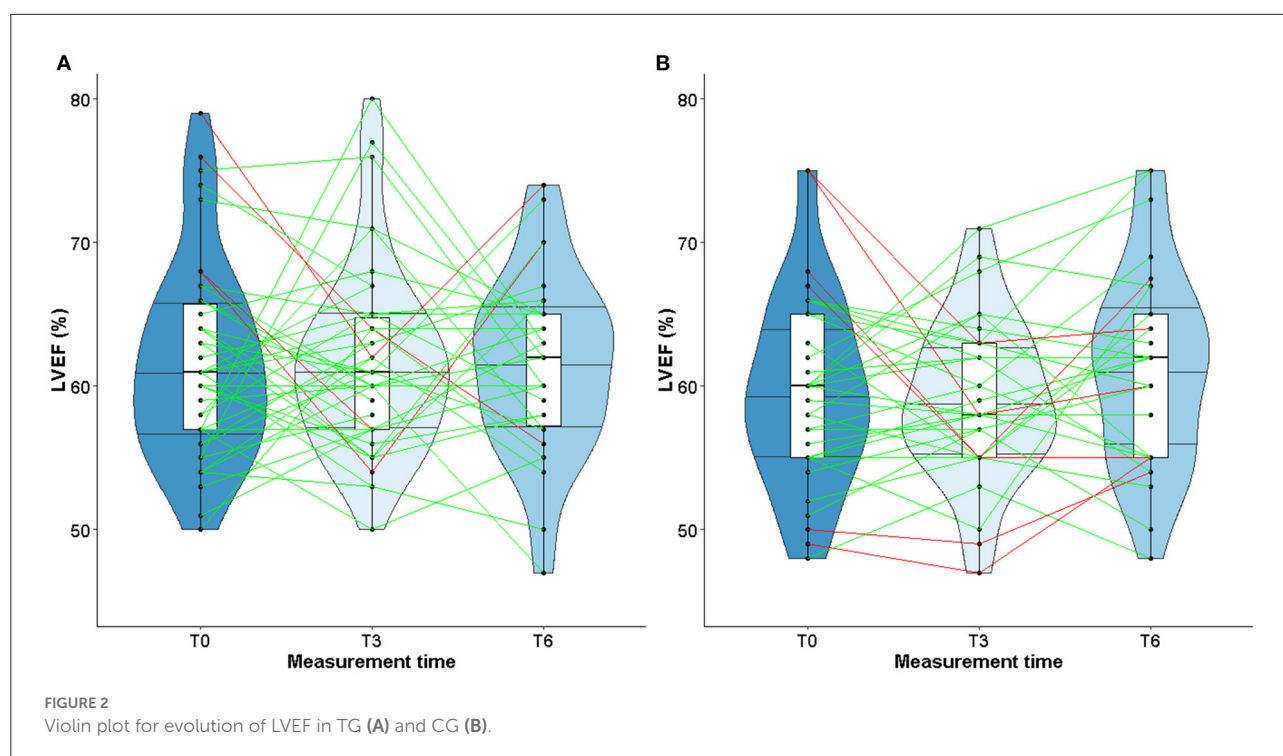 A
B
80
70
60
50
LVEF (%)
T0
T3
T6
Measurement time
80
70
60
50
LVEF (%)
T0
T3
T6
Measurement time
FIGURE 2
Violin plot for evolution of LVEF in TG (A) and CG (B).